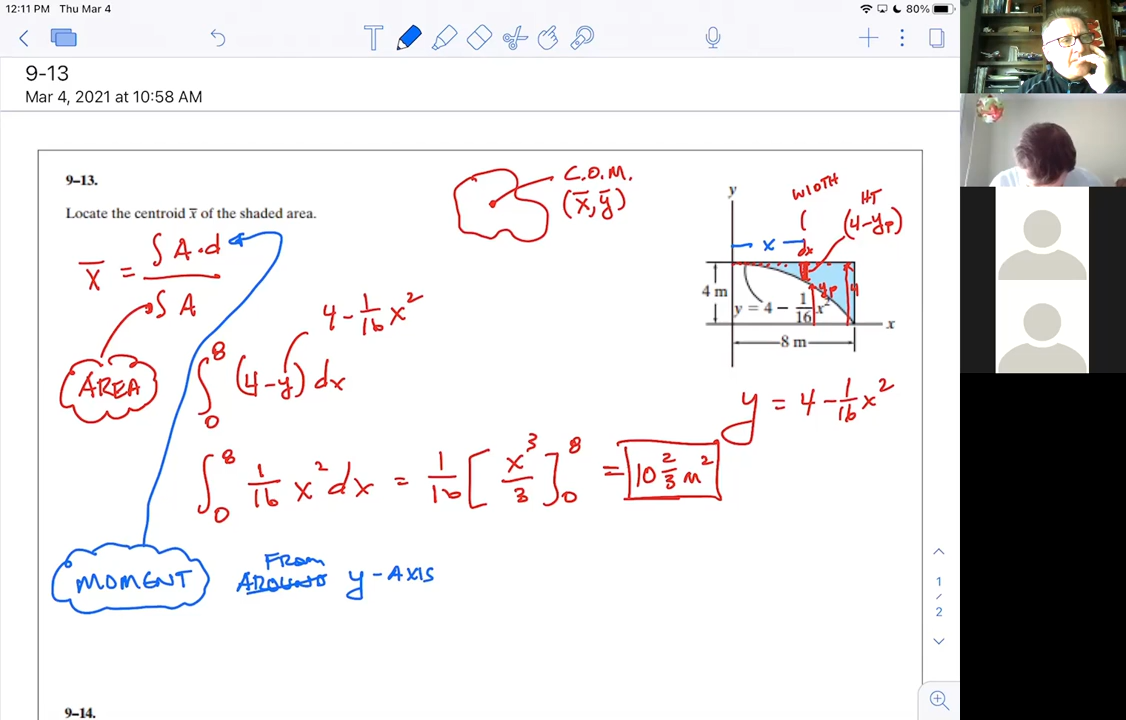 12:11 PM Thu Mar 4
80%
9-13
Mar 4, 2021 at 10:58 AM
9–13.
Locate the centroid x̅ of the shaded area.
C.O.M.
(x̅, y̅)
x̅ = ∫ A·d
∫ A
AREA
4 - 1/16 x²
∫₀⁸ (4-y) dx
∫₀⁸ 1/16 x² dx = 1/16 [x³/3]₀⁸ = 10 2/3 m²
MOMENT
FROM
AROUND y-AXIS
y
WIDTH
HT
(4-yp)
x
dx
4 m
yp
4
y = 4 – 1/16 x²
x
8 m
y = 4 - 1/16 x²
1
/
2
9–14.